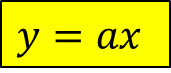 y = ax